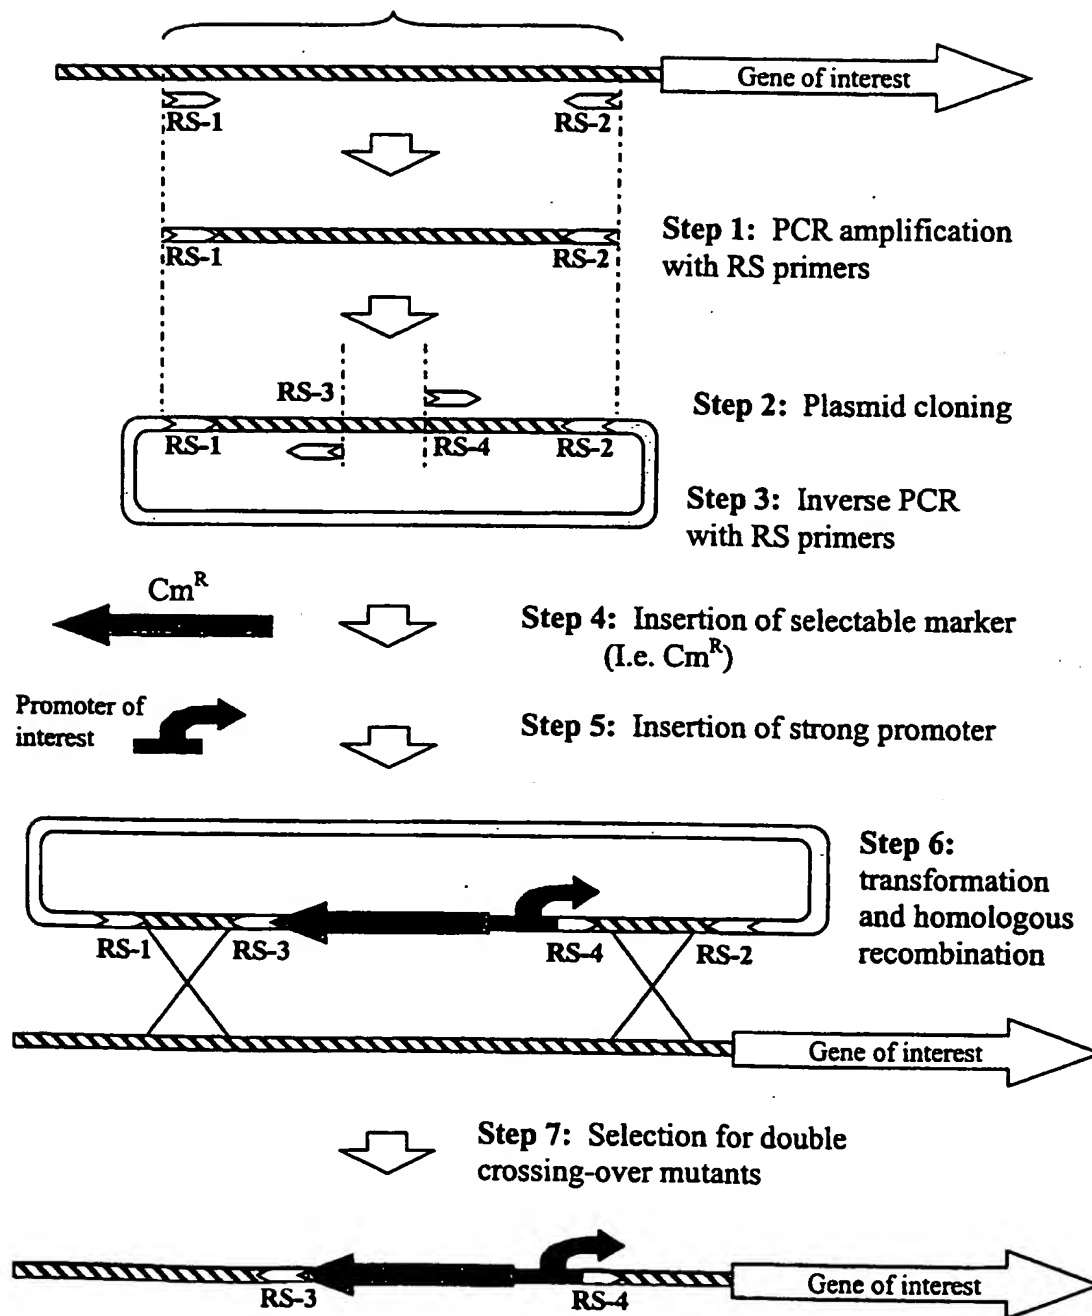 Gene of interest
RS-1
RS-2
RS-1
RS-2
Step 1: PCR amplification
with RS primers
RS-3
Step 2: Plasmid cloning
RS-1
RS-4
RS-2
Step 3: Inverse PCR
with RS primers
Cm^R
Step 4: Insertion of selectable marker
(I.e. Cm^R)
Promoter of
interest
Step 5: Insertion of strong promoter
Step 6:
transformation
and homologous
recombination
RS-1
RS-3
RS-4
RS-2
Gene of interest
Step 7: Selection for double
crossing-over mutants
RS-3
RS-4
Gene of interest